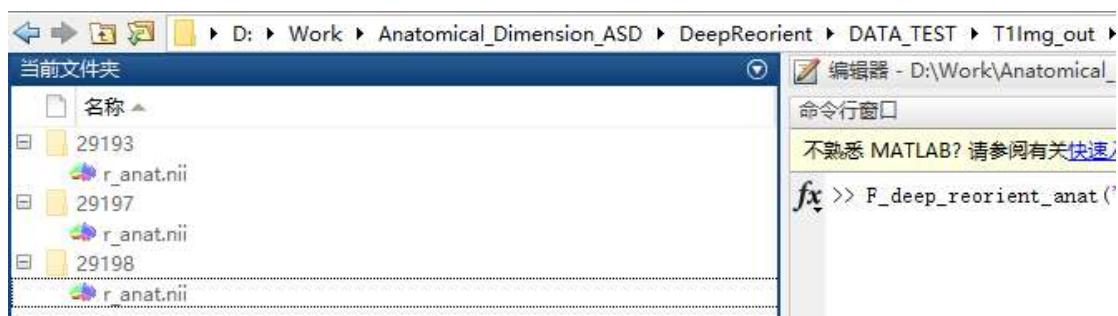 D: ▸ Work ▸ Anatomical_Dimension_ASD ▸ DeepReorient ▸ DATA_TEST ▸ T1Img_out ▸
当前文件夹
名称
29193
r_anat.nii
29197
r_anat.nii
29198
r_anat.nii
编辑器 - D:\Work\Anatomical_
命令行窗口
不熟悉 MATLAB? 请参阅有关快速
fx >> F_deep_reorient_anat('